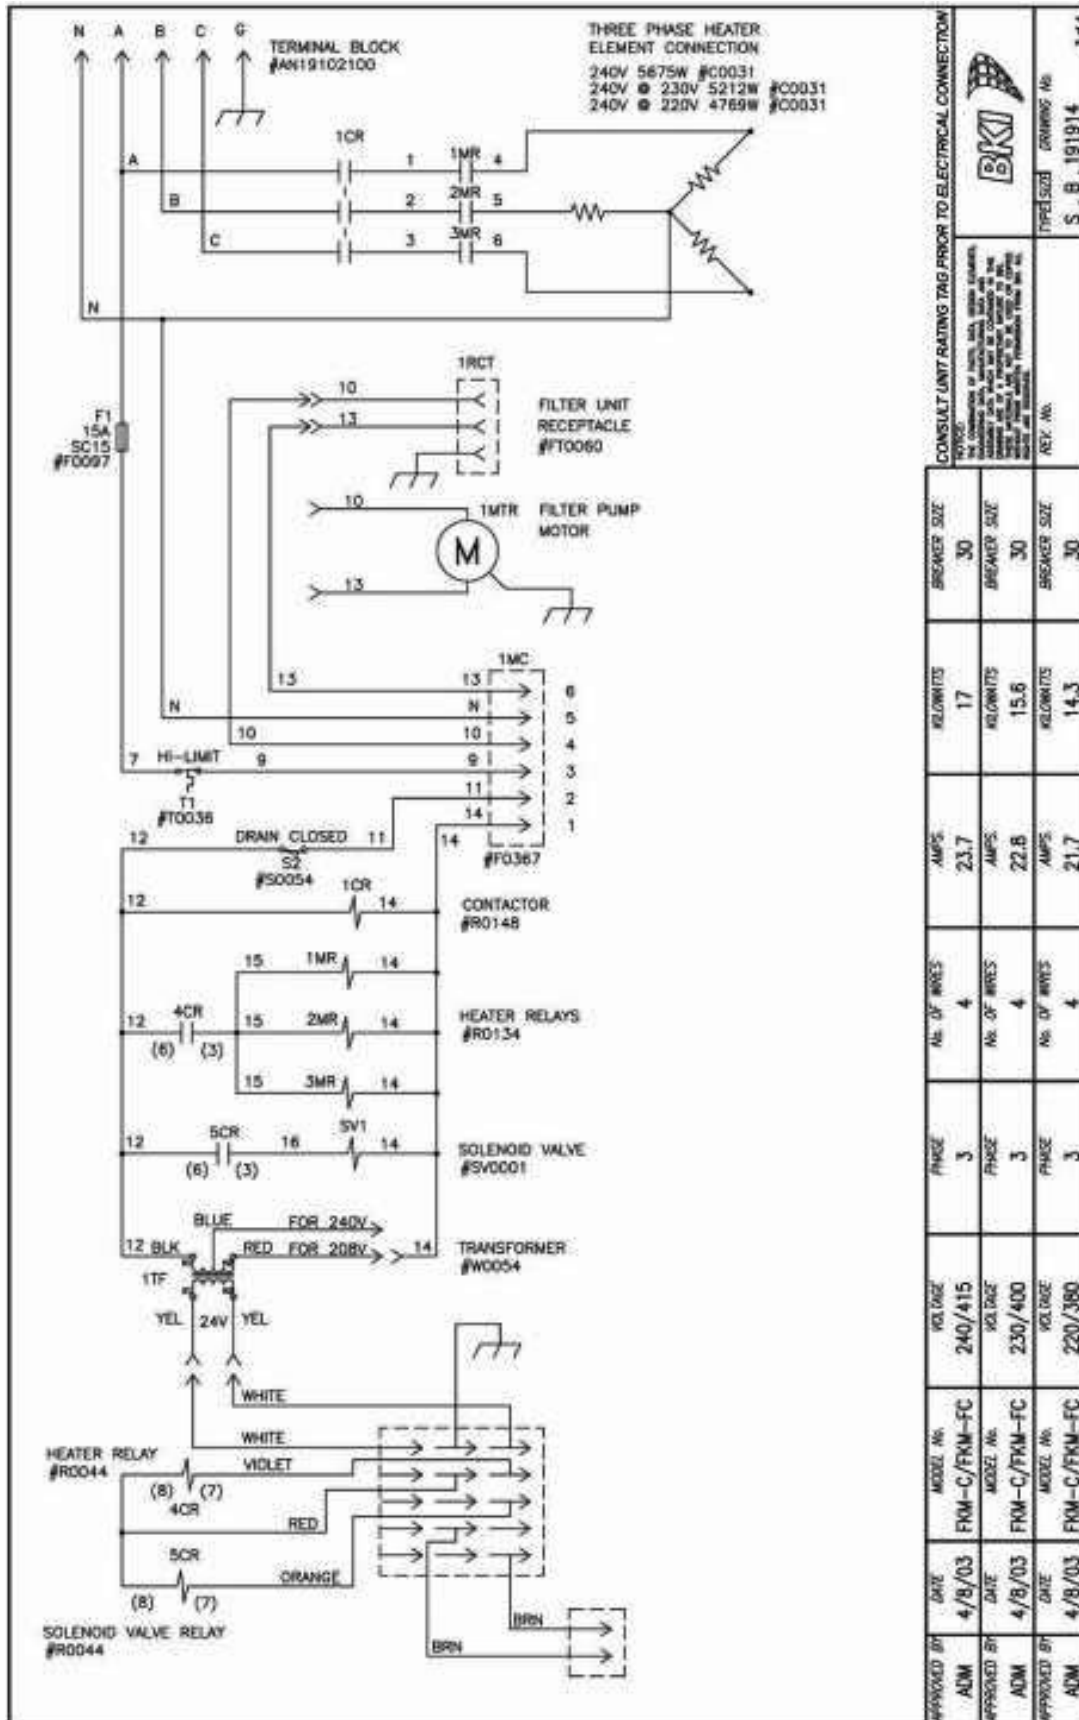 N A B C G
TERMINAL BLOCK
#AN19102100
THREE PHASE HEATER
ELEMENT CONNECTION
240V 5675W #C0031
240V @ 230V 5212W #C0031
240V @ 220V 4769W #C0031
1CR
A 1 1MR 4
B 2 2MR 5
C 3 3MR 6
N
1RCT
10
13
FILTER UNIT
RECEPTACLE
#FT0060
F1
15A
SC15
#F0097
10
1MTR FILTER PUMP
MOTOR
M
13
1MC
13 13 6
N N 5
10 10 4
7 HI-LIMIT 9 9 3
T1
#T0036
11 2
14 14 1
#F0367
12 DRAIN CLOSED 11
S2
#S0054
12 1CR 14
CONTACTOR
#R0148
15 1MR 14
12 4CR 15 2MR 14
(6) (3)
HEATER RELAYS
#R0134
15 3MR 14
12 5CR 16 SV1 14
(6) (3)
SOLENOID VALVE
#SV0001
BLUE FOR 240V
12 BLK RED FOR 208V 14
TRANSFORMER
#W0054
1TF
YEL 24V YEL
WHITE
WHITE
HEATER RELAY
#R0044
VIOLET
(8) (7)
4CR
RED
5CR
ORANGE
(8) (7)
SOLENOID VALVE RELAY
#R0044
BRN
BRN
CONSULT UNIT RATING TAG PRIOR TO ELECTRICAL CONNECTION
NOTICE:
BKI
REV. No.
TYPE SIZE DRAWING No.
S B 191914
APPROVED BY DATE MODEL No. VOLTAGE PHASE No. OF WIRES AMPS. KILOWATTS BREAKER SIZE
ADM 4/8/03 FKM-C/FKM-FC 240/415 3 4 23.7 17 30
APPROVED BY DATE MODEL No. VOLTAGE PHASE No. OF WIRES AMPS. KILOWATTS BREAKER SIZE
ADM 4/8/03 FKM-C/FKM-FC 230/400 3 4 22.8 15.6 30
APPROVED BY DATE MODEL No. VOLTAGE PHASE No. OF WIRES AMPS. KILOWATTS BREAKER SIZE
ADM 4/8/03 FKM-C/FKM-FC 220/380 3 4 21.7 14.3 30